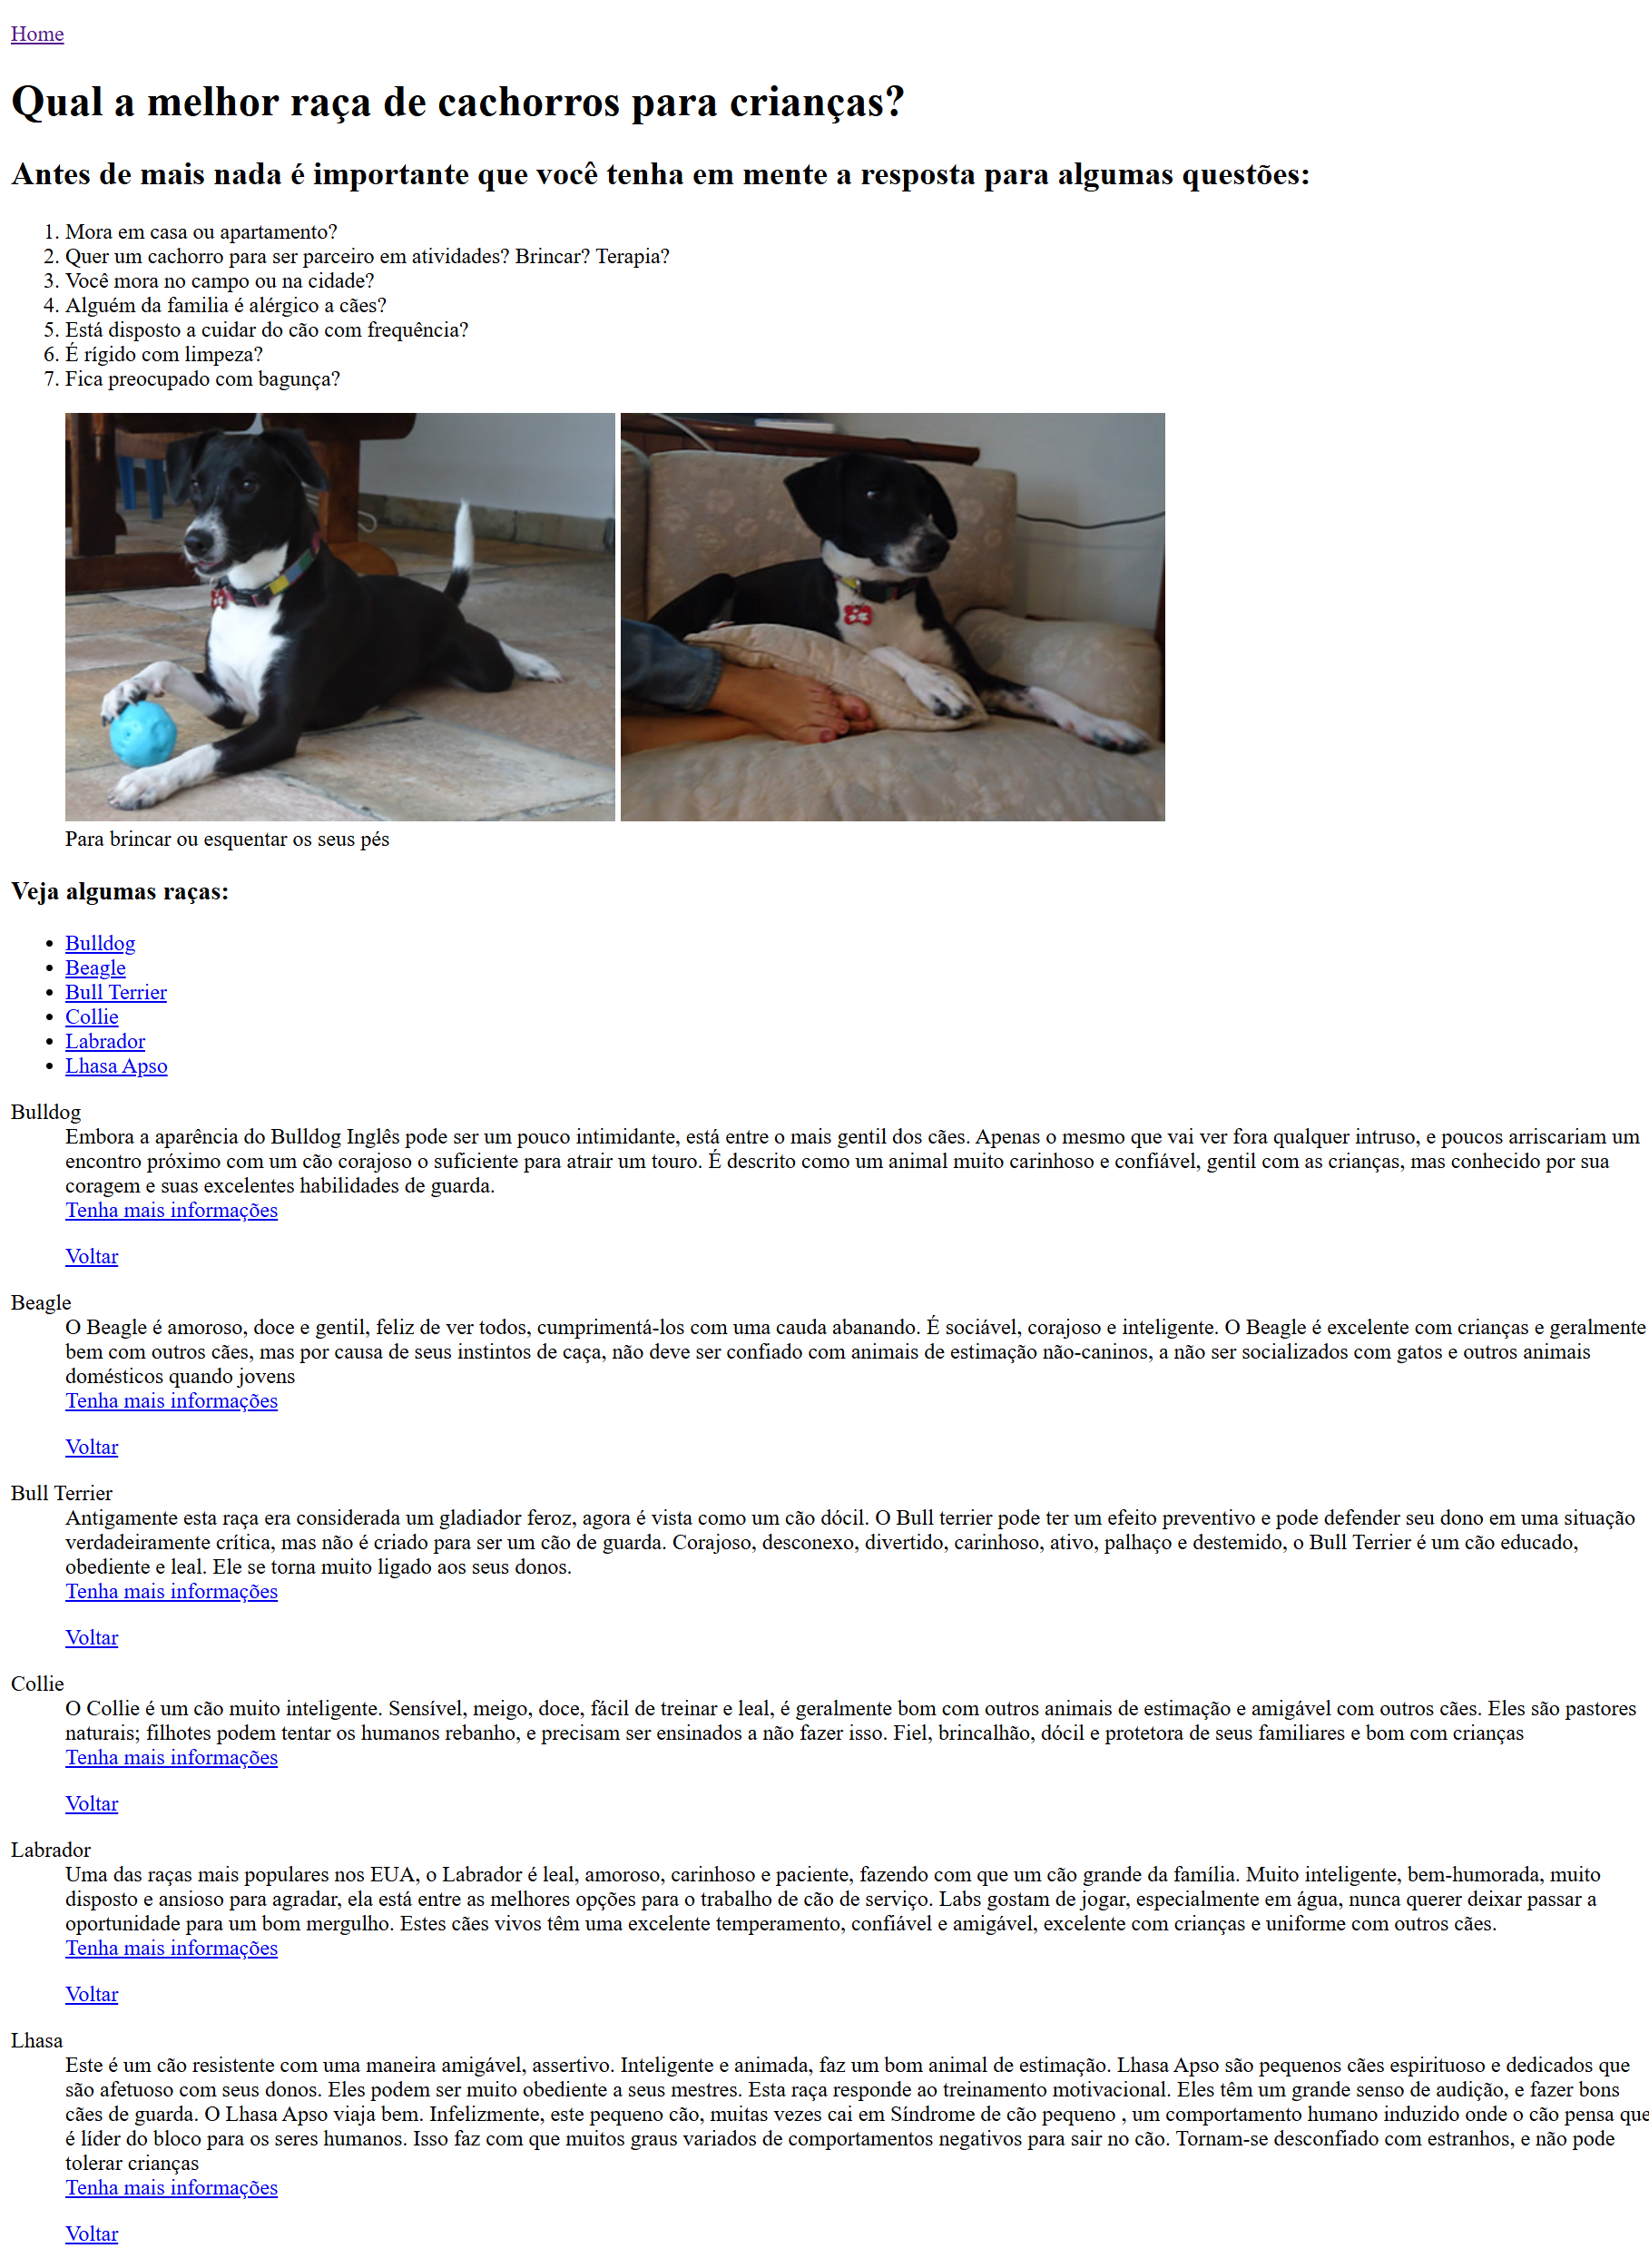 Home
Qual a melhor raça de cachorros para crianças?
Antes de mais nada é importante que você tenha em mente a resposta para algumas questões:
1. Mora em casa ou apartamento?
2. Quer um cachorro para ser parceiro em atividades? Brincar? Terapia?
3. Você mora no campo ou na cidade?
4. Alguém da familia é alérgico a cães?
5. Está disposto a cuidar do cão com frequência?
6. É rígido com limpeza?
7. Fica preocupado com bagunça?
Para brincar ou esquentar os seus pés
Veja algumas raças:
• Bulldog
• Beagle
• Bull Terrier
• Collie
• Labrador
• Lhasa Apso
Bulldog
Embora a aparência do Bulldog Inglês pode ser um pouco intimidante, está entre o mais gentil dos cães. Apenas o mesmo que vai ver fora qualquer intruso, e poucos arriscariam um
encontro próximo com um cão corajoso o suficiente para atrair um touro. É descrito como um animal muito carinhoso e confiável, gentil com as crianças, mas conhecido por sua
coragem e suas excelentes habilidades de guarda.
Tenha mais informações
Voltar
Beagle
O Beagle é amoroso, doce e gentil, feliz de ver todos, cumprimentá-los com uma cauda abanando. É sociável, corajoso e inteligente. O Beagle é excelente com crianças e geralmente
bem com outros cães, mas por causa de seus instintos de caça, não deve ser confiado com animais de estimação não-caninos, a não ser socializados com gatos e outros animais
domésticos quando jovens
Tenha mais informações
Voltar
Bull Terrier
Antigamente esta raça era considerada um gladiador feroz, agora é vista como um cão dócil. O Bull terrier pode ter um efeito preventivo e pode defender seu dono em uma situação
verdadeiramente crítica, mas não é criado para ser um cão de guarda. Corajoso, desconexo, divertido, carinhoso, ativo, palhaço e destemido, o Bull Terrier é um cão educado,
obediente e leal. Ele se torna muito ligado aos seus donos.
Tenha mais informações
Voltar
Collie
O Collie é um cão muito inteligente. Sensível, meigo, doce, fácil de treinar e leal, é geralmente bom com outros animais de estimação e amigável com outros cães. Eles são pastores
naturais; filhotes podem tentar os humanos rebanho, e precisam ser ensinados a não fazer isso. Fiel, brincalhão, dócil e protetora de seus familiares e bom com crianças
Tenha mais informações
Voltar
Labrador
Uma das raças mais populares nos EUA, o Labrador é leal, amoroso, carinhoso e paciente, fazendo com que um cão grande da família. Muito inteligente, bem-humorada, muito
disposto e ansioso para agradar, ela está entre as melhores opções para o trabalho de cão de serviço. Labs gostam de jogar, especialmente em água, nunca querer deixar passar a
oportunidade para um bom mergulho. Estes cães vivos têm uma excelente temperamento, confiável e amigável, excelente com crianças e uniforme com outros cães.
Tenha mais informações
Voltar
Lhasa
Este é um cão resistente com uma maneira amigável, assertivo. Inteligente e animada, faz um bom animal de estimação. Lhasa Apso são pequenos cães espirituoso e dedicados que
são afetuoso com seus donos. Eles podem ser muito obediente a seus mestres. Esta raça responde ao treinamento motivacional. Eles têm um grande senso de audição, e fazer bons
cães de guarda. O Lhasa Apso viaja bem. Infelizmente, este pequeno cão, muitas vezes cai em Síndrome de cão pequeno , um comportamento humano induzido onde o cão pensa que
é líder do bloco para os seres humanos. Isso faz com que muitos graus variados de comportamentos negativos para sair no cão. Tornam-se desconfiado com estranhos, e não pode
tolerar crianças
Tenha mais informações
Voltar